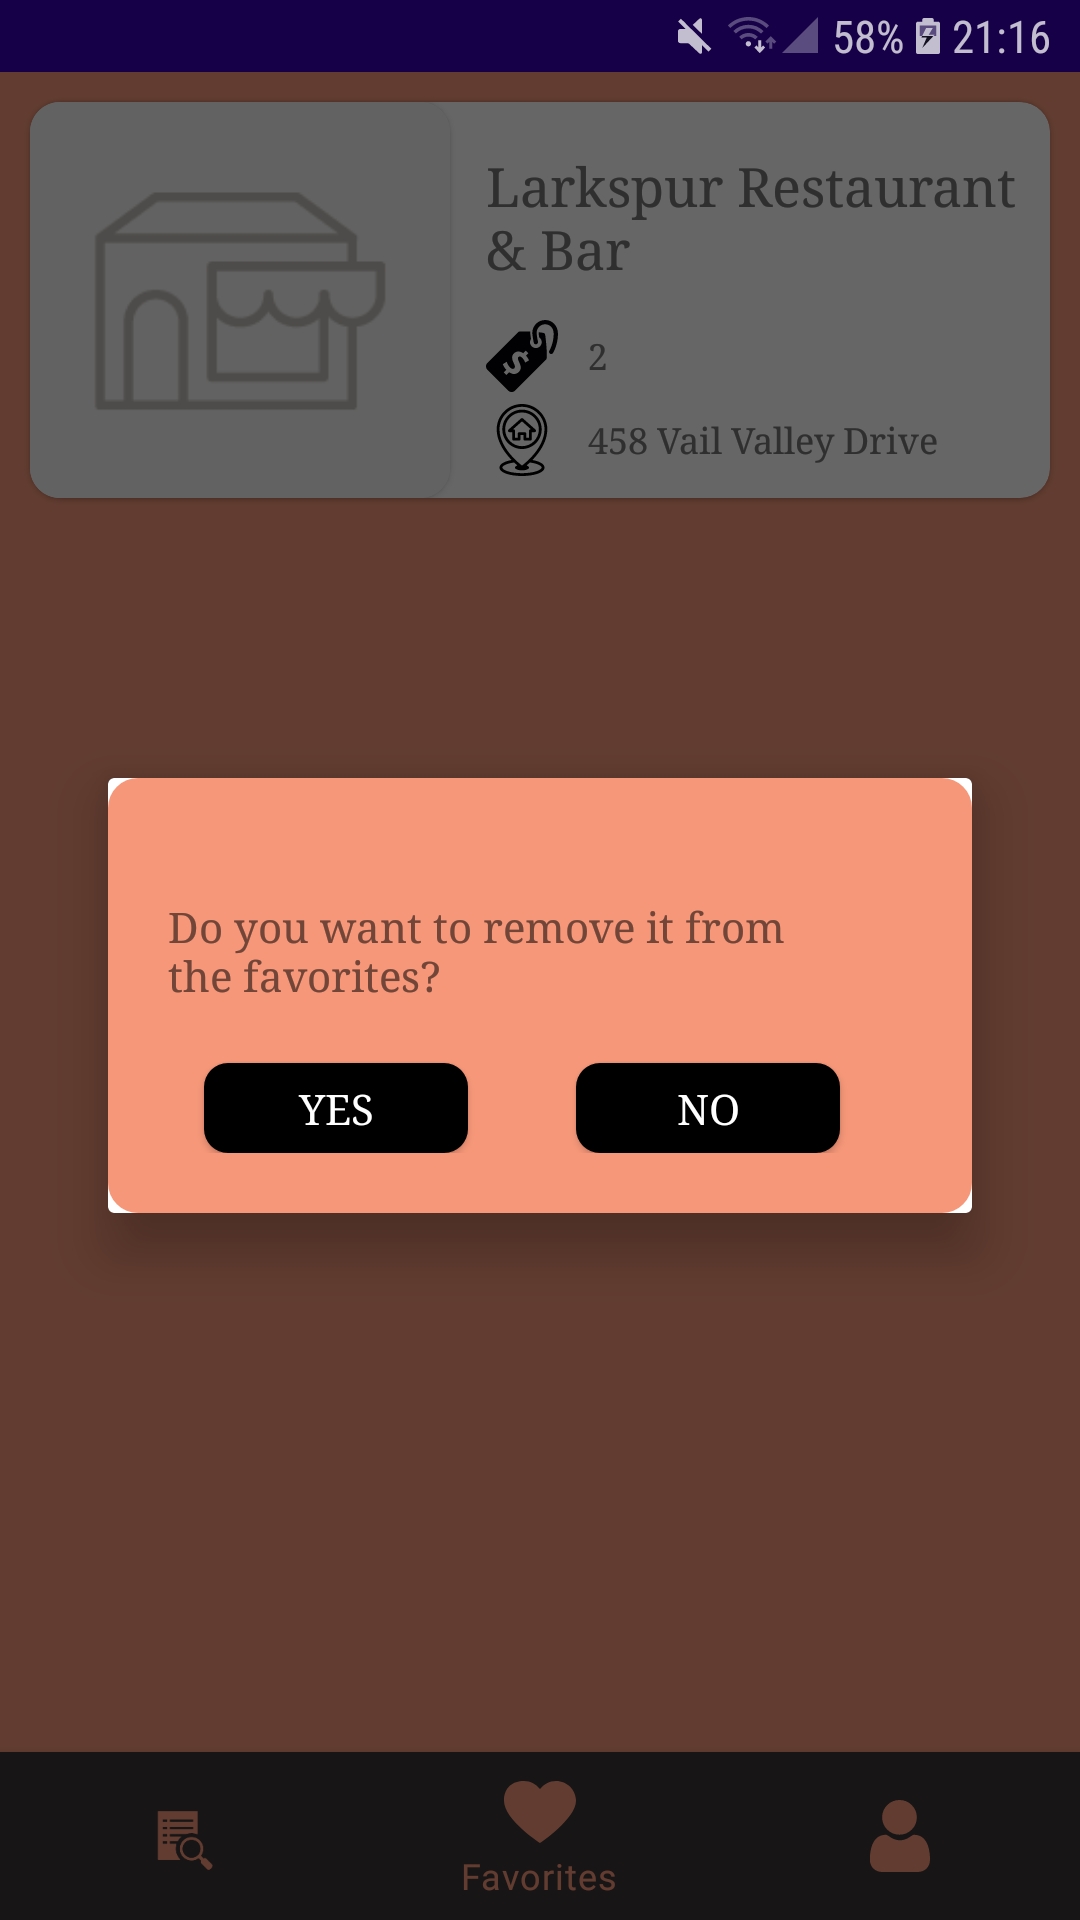 58% 21:16
Larkspur Restaurant
& Bar
2
458 Vail Valley Drive
Do you want to remove it from
the favorites?
YES NO
Favorites